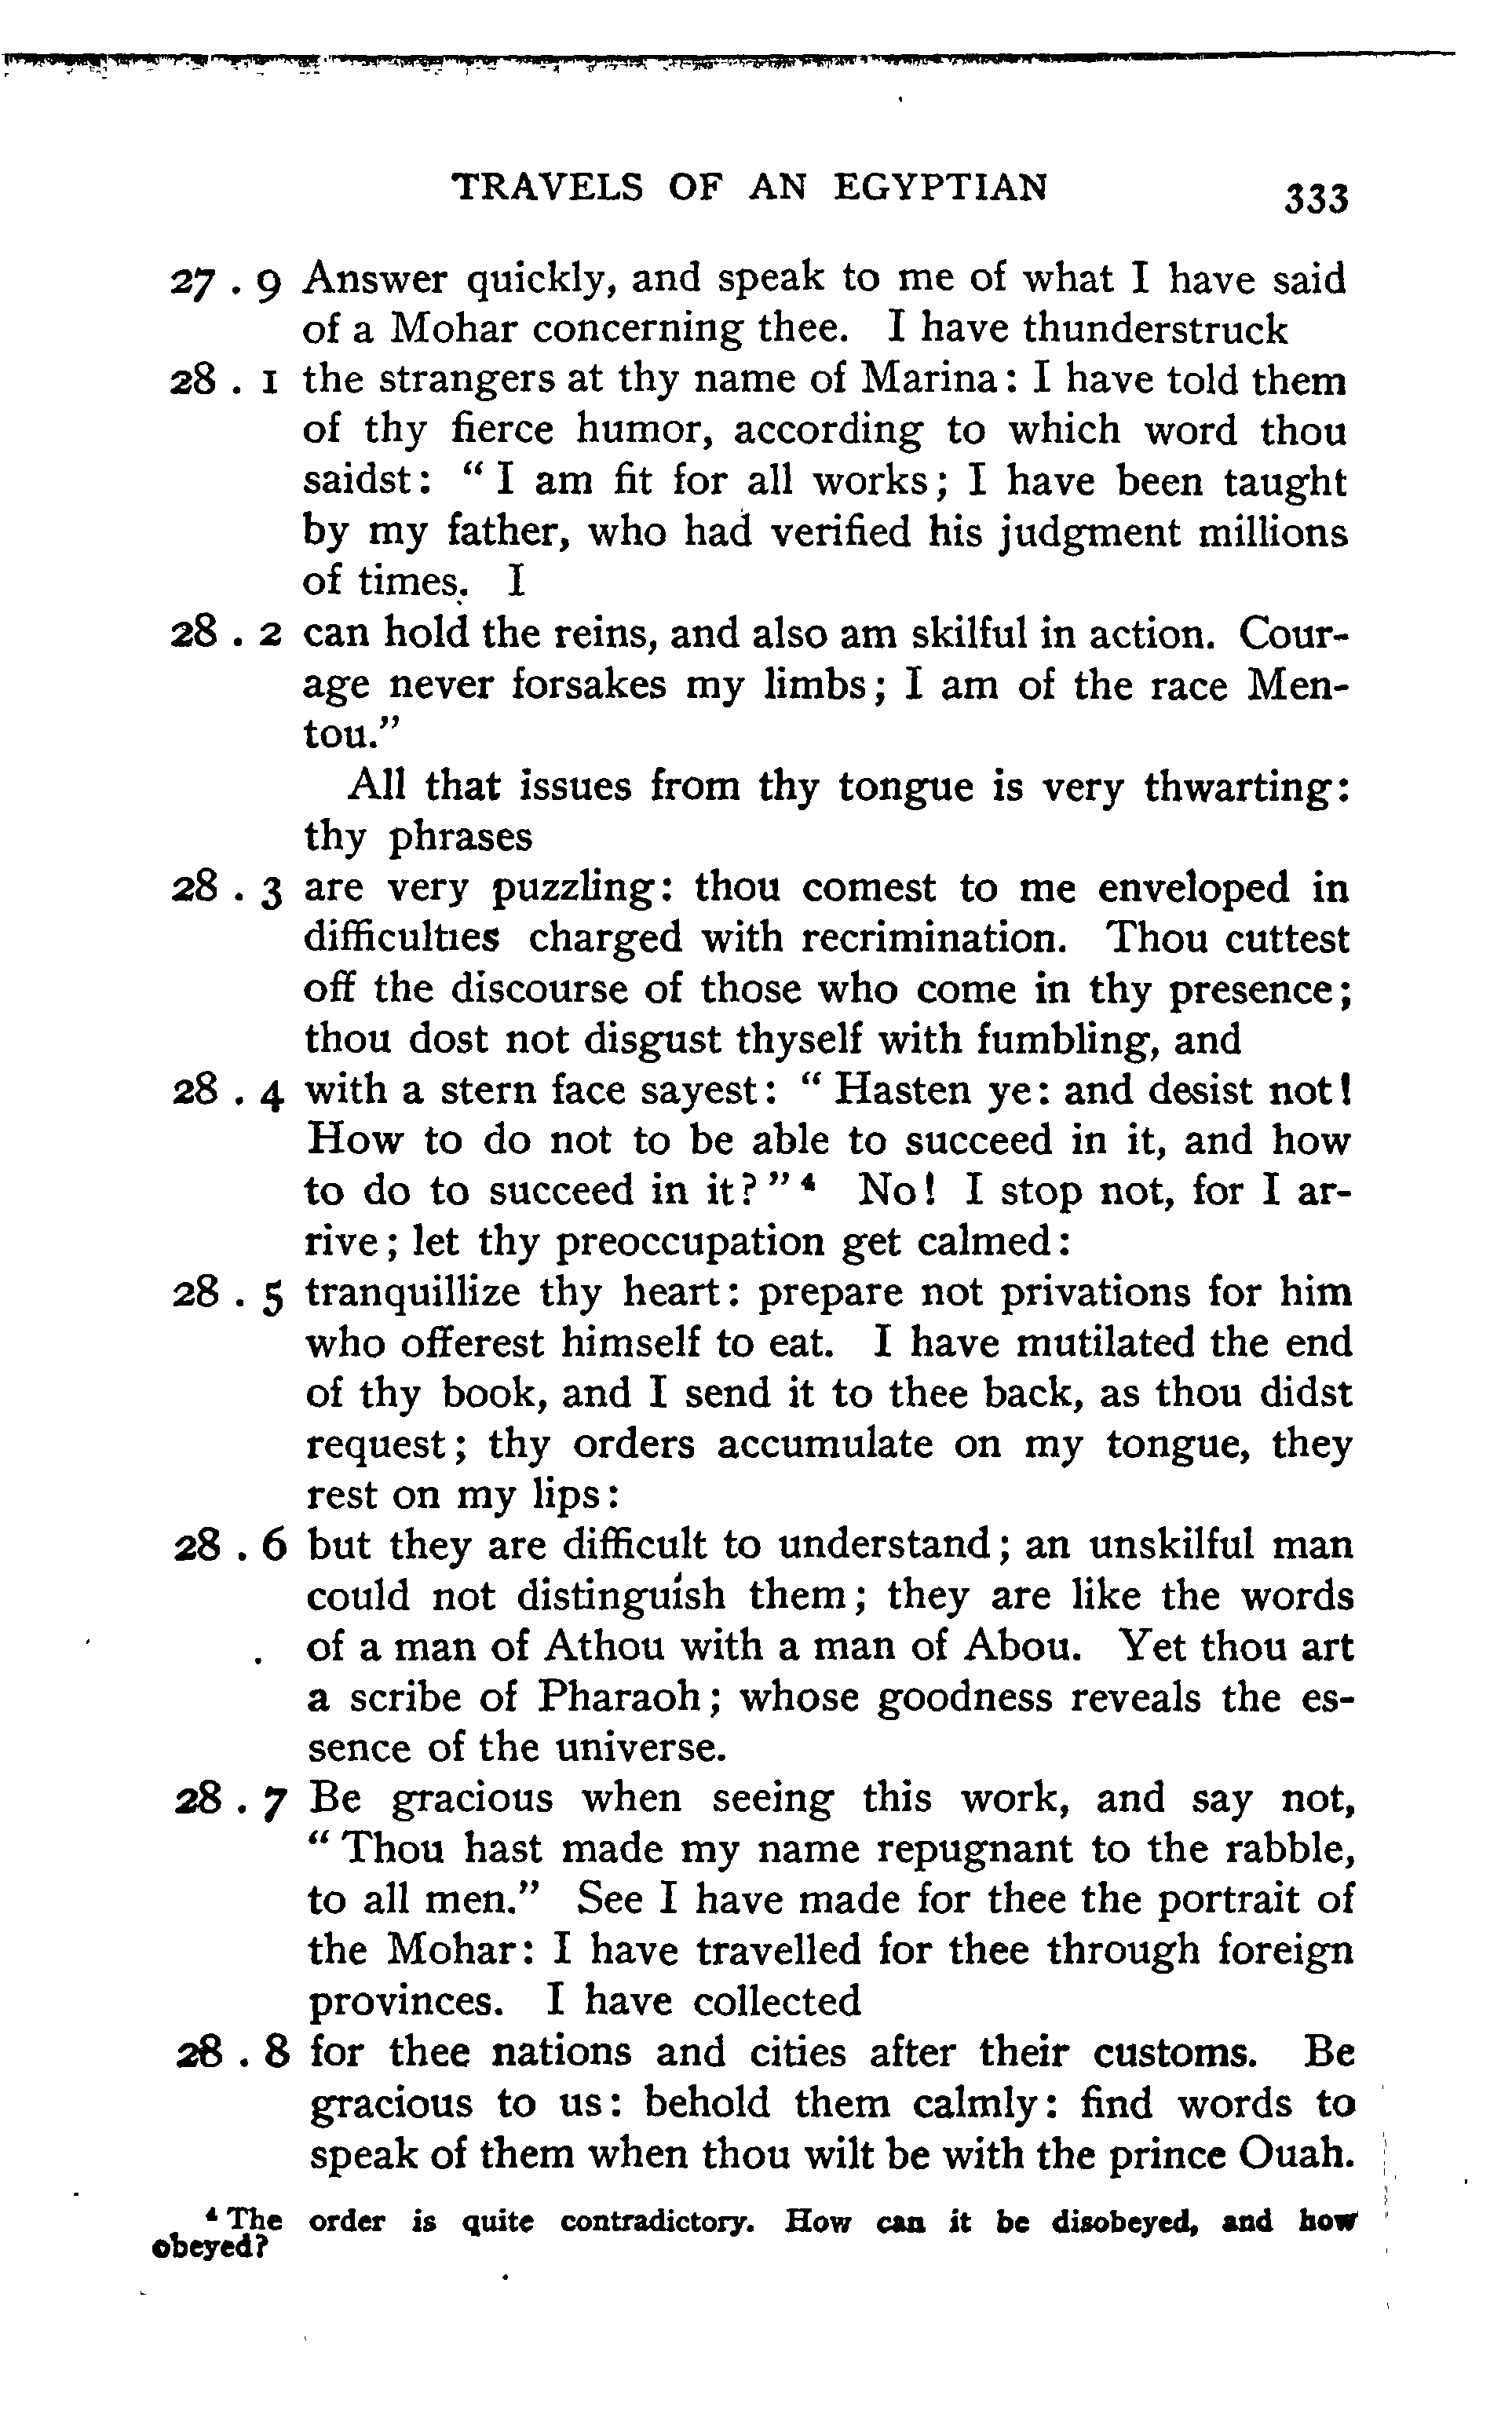 TRAVELS OF AN EGYPTIAN 333
27 . 9 Answer quickly, and speak to me of what I have said
of a Mohar concerning thee. I have thunderstruck
28 . 1 the strangers at thy name of Marina: I have told them
of thy fierce humor, according to which word thou
saidst: “ I am fit for all works; I have been taught
by my father, who had verified his judgment millions
of times. I
28 . 2 can hold the reins, and also am skilful in action. Cour-
age never forsakes my limbs; I am of the race Men-
tou.”
All that issues from thy tongue is very thwarting:
thy phrases
28 . 3 are very puzzling: thou comest to me enveloped in
difficulties charged with recrimination. Thou cuttest
off the discourse of those who come in thy presence;
thou dost not disgust thyself with fumbling, and
28 . 4 with a stern face sayest: “ Hasten ye: and desist not!
How to do not to be able to succeed in it, and how
to do to succeed in it? ” ⁴ No! I stop not, for I ar-
rive; let thy preoccupation get calmed:
28 . 5 tranquillize thy heart: prepare not privations for him
who offerest himself to eat. I have mutilated the end
of thy book, and I send it to thee back, as thou didst
request; thy orders accumulate on my tongue, they
rest on my lips:
28 . 6 but they are difficult to understand; an unskilful man
could not distinguish them; they are like the words
of a man of Athou with a man of Abou. Yet thou art
a scribe of Pharaoh; whose goodness reveals the es-
sence of the universe.
28 . 7 Be gracious when seeing this work, and say not,
“ Thou hast made my name repugnant to the rabble,
to all men.” See I have made for thee the portrait of
the Mohar: I have travelled for thee through foreign
provinces. I have collected
28 . 8 for thee nations and cities after their customs. Be
gracious to us: behold them calmly: find words to
speak of them when thou wilt be with the prince Ouah.
⁴ The order is quite contradictory. How can it be disobeyed, and how
obeyed?